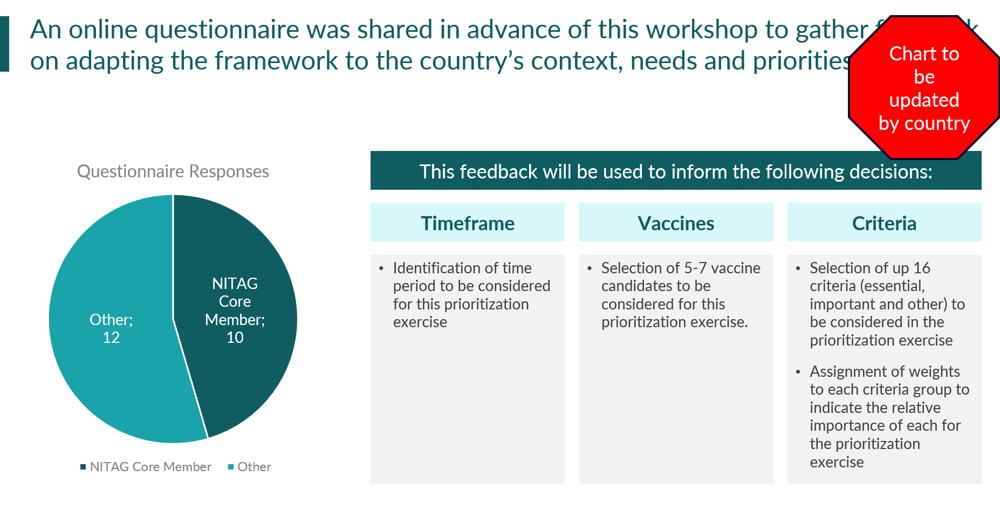 An online questionnaire was shared in advance of this workshop to gather
on adapting the framework to the country’s context, needs and priorities
Chart to
be
updated
by country
Questionnaire Responses
NITAG
Core
Member;
10
Other;
12
NITAG Core Member
Other
This feedback will be used to inform the following decisions:
Timeframe
• Identification of time
period to be considered
for this prioritization
exercise
Vaccines
• Selection of 5-7 vaccine
candidates to be
considered for this
prioritization exercise.
Criteria
• Selection of up 16
criteria (essential,
important and other) to
be considered in the
prioritization exercise
• Assignment of weights
to each criteria group to
indicate the relative
importance of each for
the prioritization
exercise